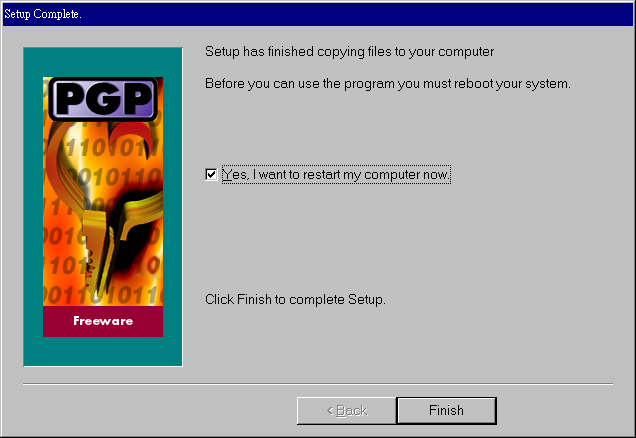 Setup Complete.
PGP
Freeware
Setup has finished copying files to your computer
Before you can use the program you must reboot your system.
Yes, I want to restart my computer now.
Click Finish to complete Setup.
< Back
Finish